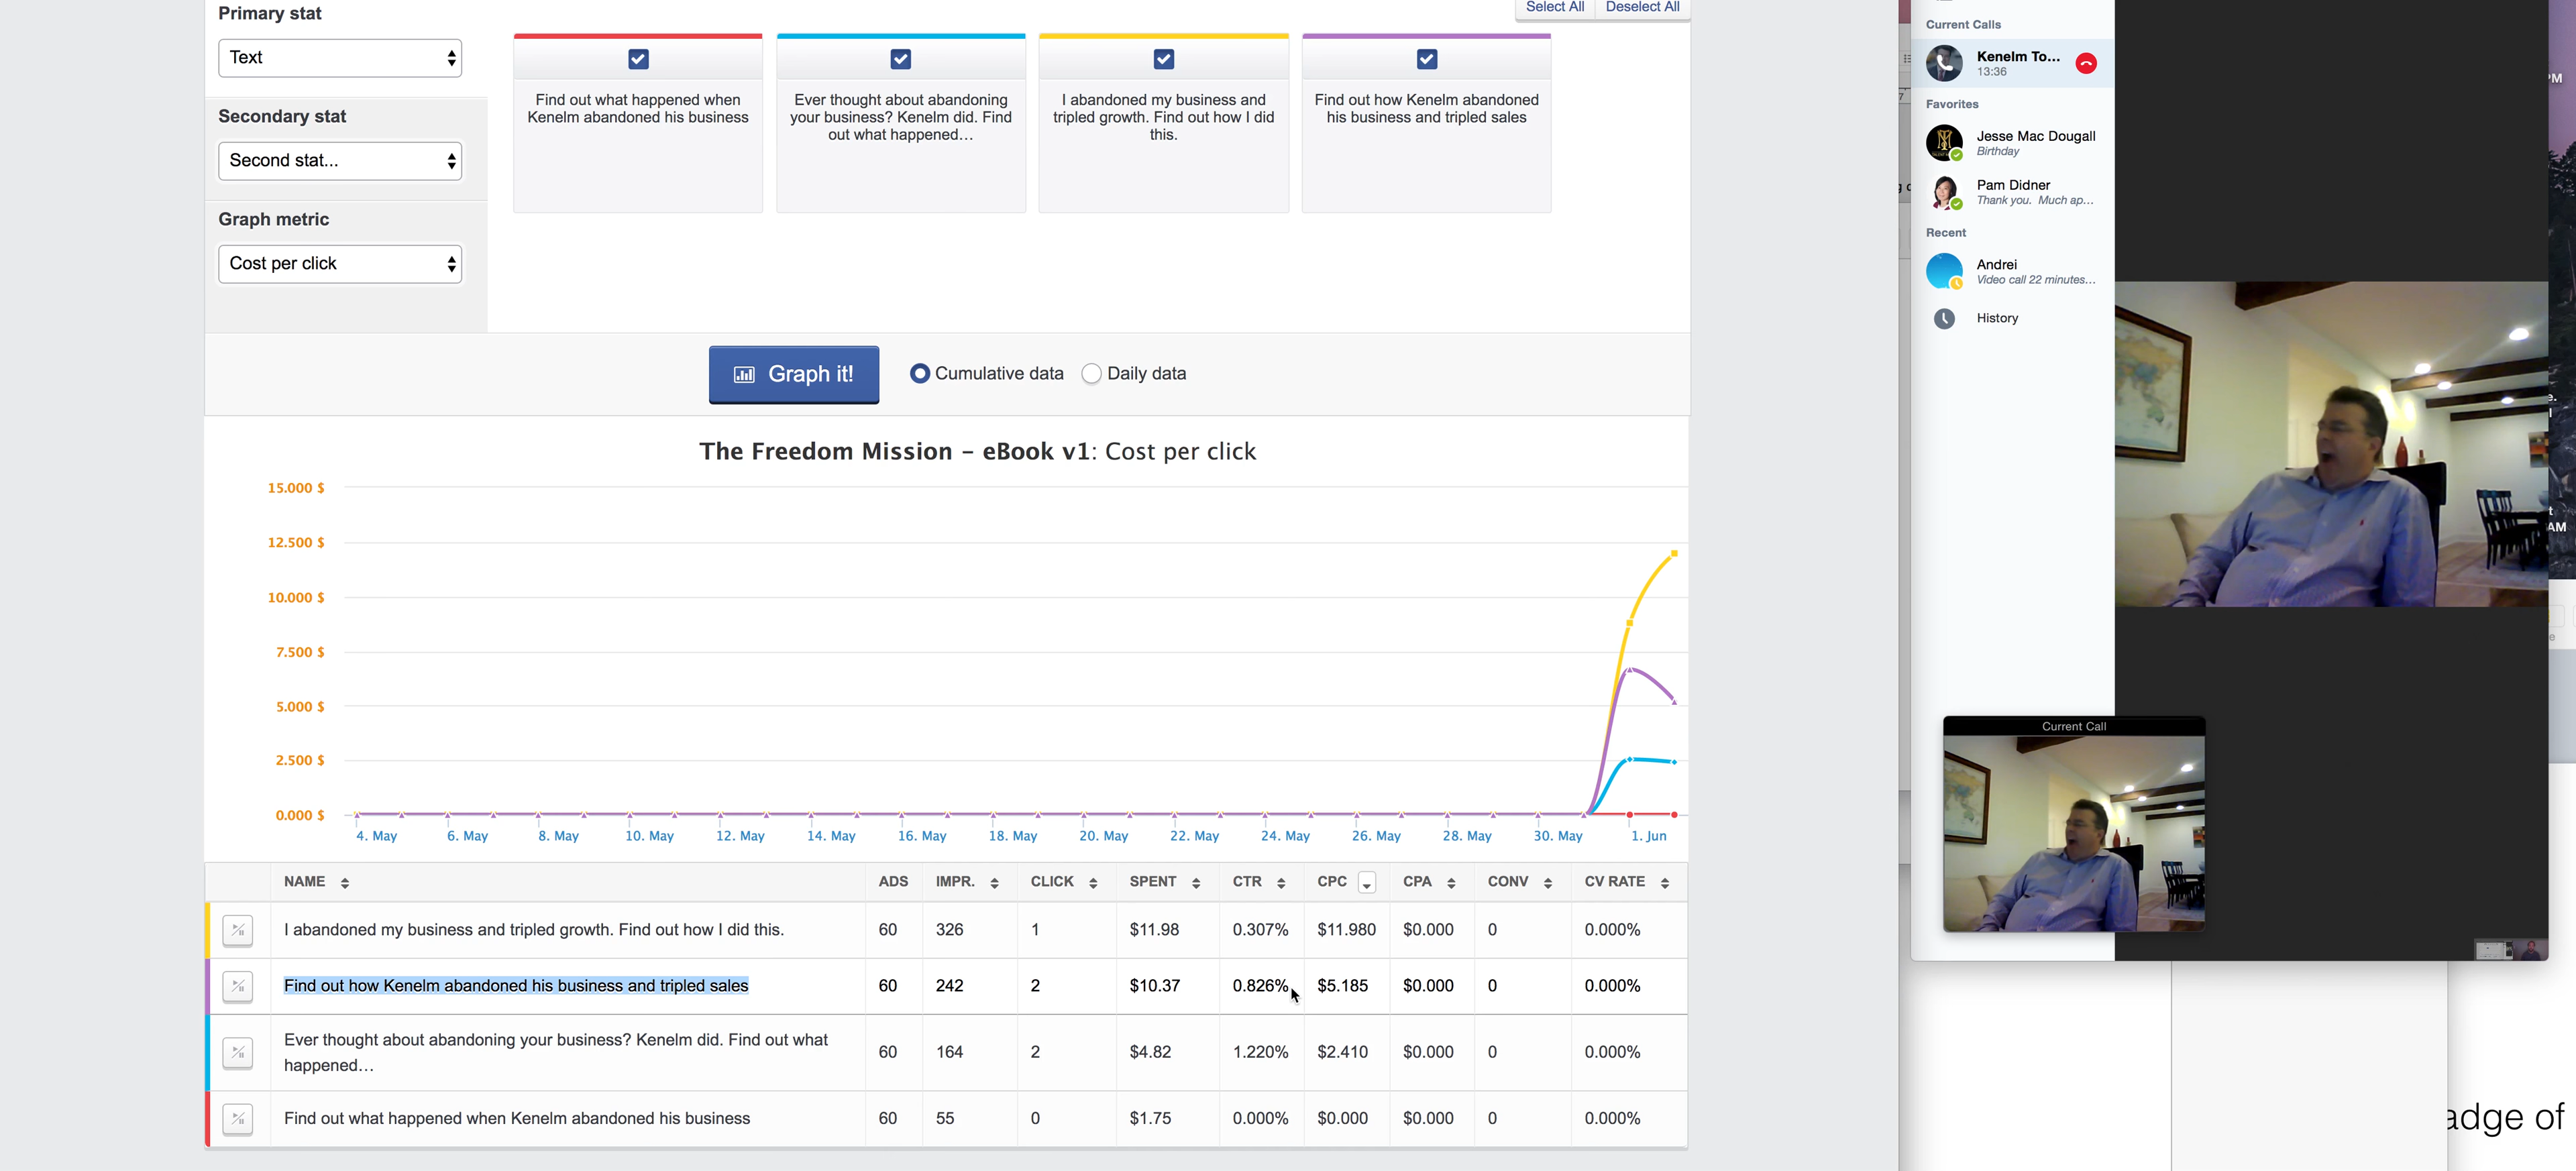 Primary stat
Text
Secondary stat
Second stat...
Graph metric
Cost per click
Select All
Deselect All
Find out what happened when
Kenelm abandoned his business
Ever thought about abandoning
your business? Kenelm did. Find
out what happened…
I abandoned my business and
tripled growth. Find out how I did
this.
Find out how Kenelm abandoned
his business and tripled sales
Graph it!
Cumulative data
Daily data
The Freedom Mission – eBook v1: Cost per click
15.000 $
12.500 $
10.000 $
7.500 $
5.000 $
2.500 $
0.000 $
4. May 6. May 8. May 10. May 12. May 14. May 16. May 18. May 20. May 22. May 24. May 26. May 28. May 30. May 1. Jun
NAME ADS IMPR. CLICK SPENT CTR CPC CPA CONV CV RATE
I abandoned my business and tripled growth. Find out how I did this. 60 326 1 $11.98 0.307% $11.980 $0.000 0 0.000%
Find out how Kenelm abandoned his business and tripled sales 60 242 2 $10.37 0.826% $5.185 $0.000 0 0.000%
Ever thought about abandoning your business? Kenelm did. Find out what
happened… 60 164 2 $4.82 1.220% $2.410 $0.000 0 0.000%
Find out what happened when Kenelm abandoned his business 60 55 0 $1.75 0.000% $0.000 $0.000 0 0.000%
Current Calls
Kenelm To...
13:36
Favorites
Jesse Mac Dougall
Birthday
Pam Didner
Thank you. Much ap...
Recent
Andrei
Video call 22 minutes...
History
Current Call
PM
AM
adge of